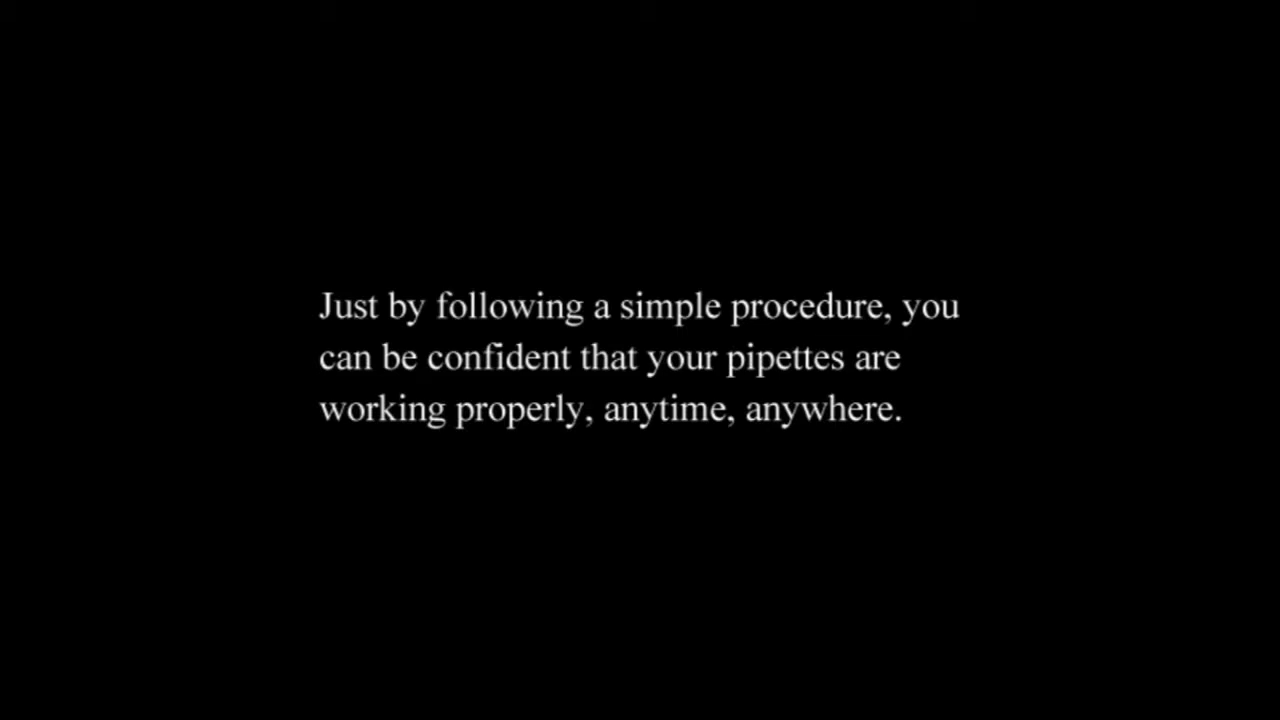 Just by following a simple procedure, you
can be confident that your pipettes are
working properly, anytime, anywhere.